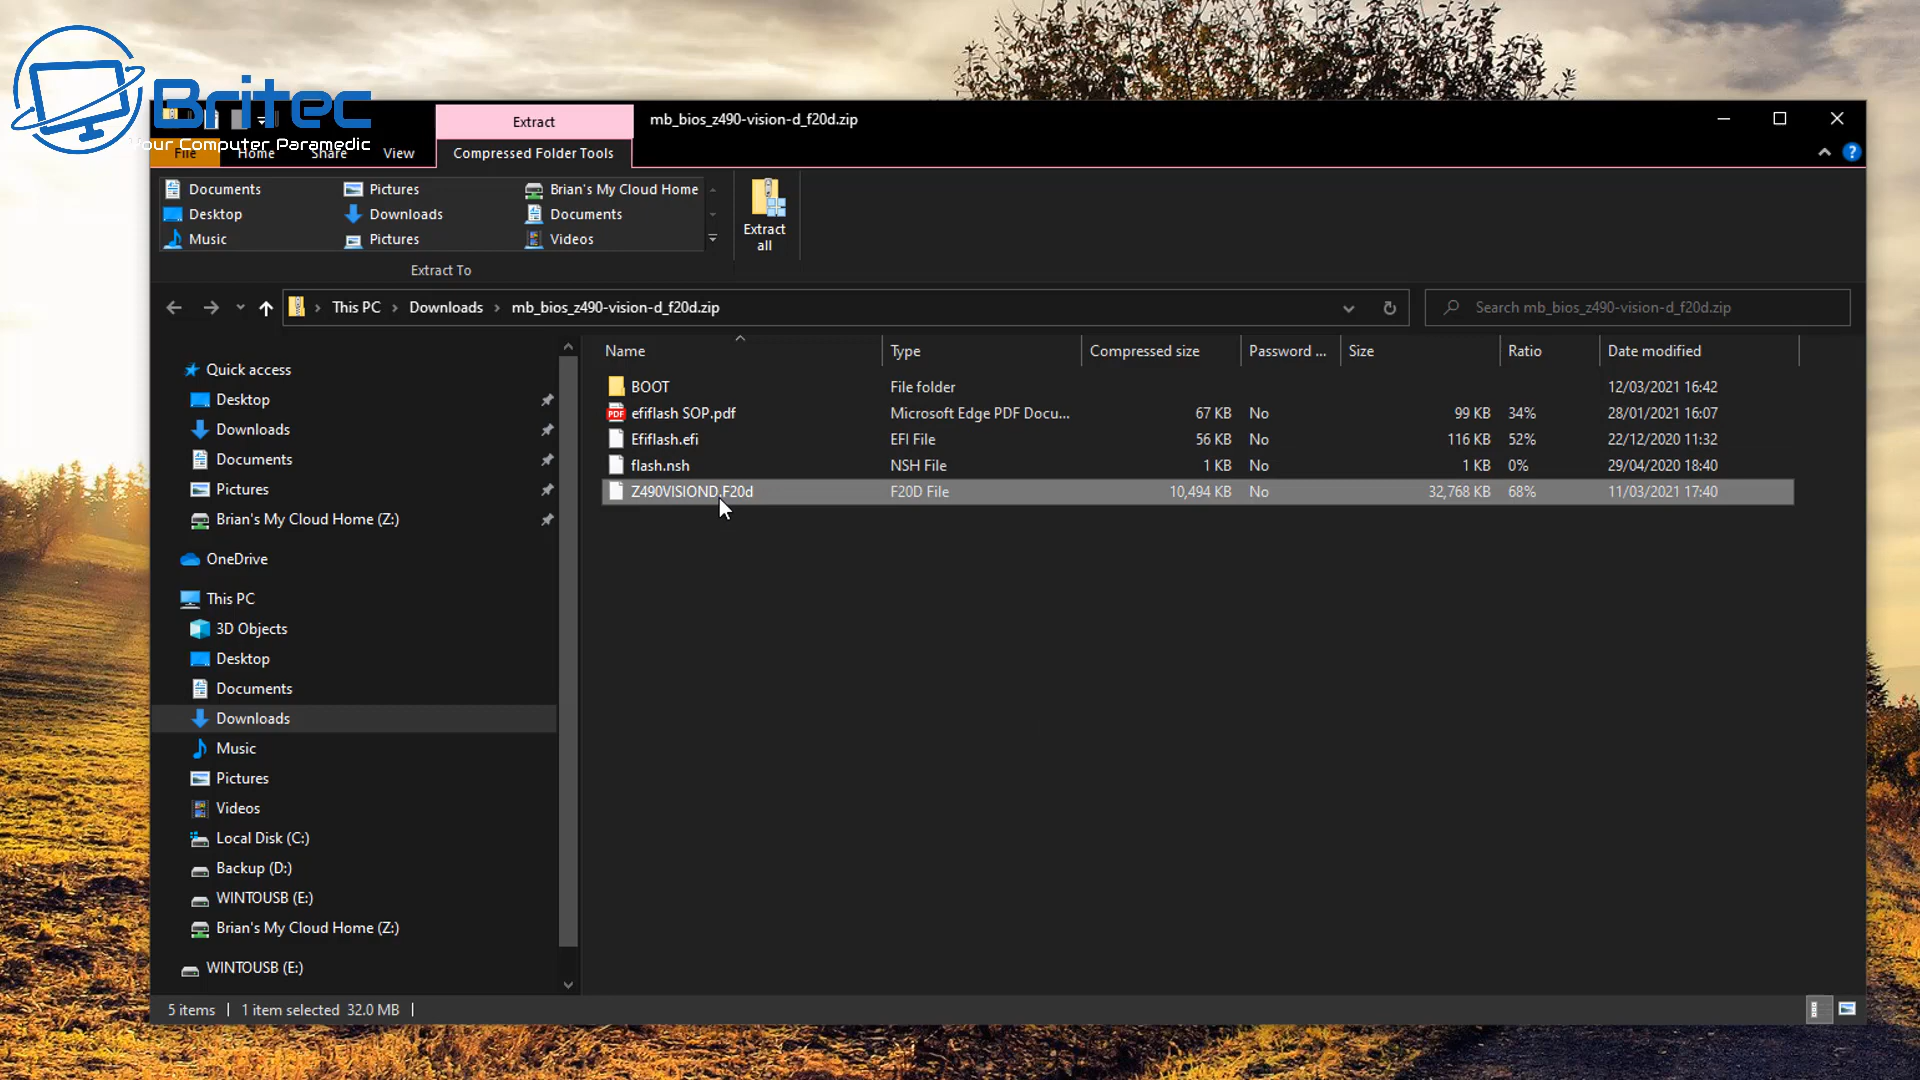 Britec
Your Computer Paramedic
Extract
mb_bios_z490-vision-d_f20d.zip
File Home Share View Compressed Folder Tools
Documents Pictures Brian's My Cloud Home
Desktop Downloads Documents
Music Pictures Videos
Extract all
Extract To
This PC Downloads mb_bios_z490-vision-d_f20d.zip
Search mb_bios_z490-vision-d_f20d.zip
Name Type Compressed size Password ... Size Ratio Date modified
BOOT File folder 12/03/2021 16:42
efiflash SOP.pdf Microsoft Edge PDF Docu... 67 KB No 99 KB 34% 28/01/2021 16:07
Efiflash.efi EFI File 56 KB No 116 KB 52% 22/12/2020 11:32
flash.nsh NSH File 1 KB No 1 KB 0% 29/04/2020 18:40
Z490VISIOND.F20d F20D File 10,494 KB No 32,768 KB 68% 11/03/2021 17:40
Quick access
Desktop
Downloads
Documents
Pictures
Brian's My Cloud Home (Z:)
OneDrive
This PC
3D Objects
Desktop
Documents
Downloads
Music
Pictures
Videos
Local Disk (C:)
Backup (D:)
WINTOUSB (E:)
Brian's My Cloud Home (Z:)
WINTOUSB (E:)
5 items 1 item selected 32.0 MB